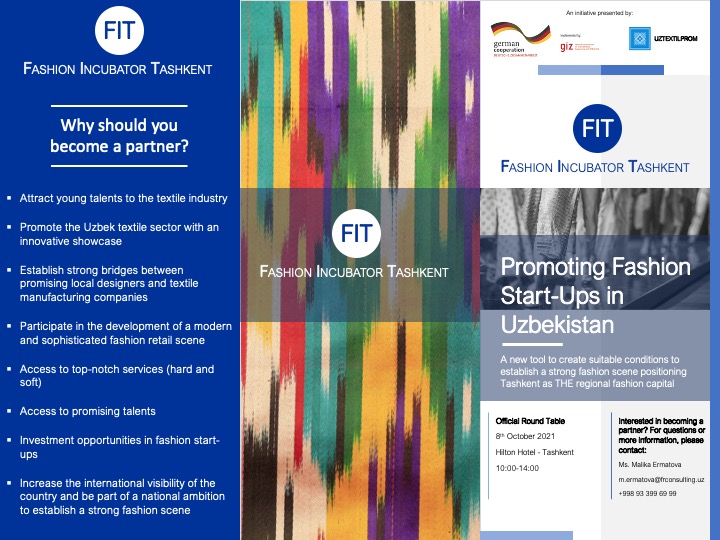 FIT
FASHION INCUBATOR TASHKENT
Why should you
become a partner?
▪ Attract young talents to the textile industry
▪ Promote the Uzbek textile sector with an
innovative showcase
▪ Establish strong bridges between
promising local designers and textile
manufacturing companies
▪ Participate in the development of a modern
and sophisticated fashion retail scene
▪ Access to top-notch services (hard and
soft)
▪ Access to promising talents
▪ Investment opportunities in fashion start-
ups
▪ Increase the international visibility of the
country and be part of a national ambition
to establish a strong fashion scene
FIT
FASHION INCUBATOR TASHKENT
An initiative presented by:
german
cooperation
DEUTSCHE ZUSAMMENARBEIT
Implemented by
giz
UZTEXTILPROM
FIT
FASHION INCUBATOR TASHKENT
Promoting Fashion
Start-Ups in
Uzbekistan
A new tool to create suitable conditions to
establish a strong fashion scene positioning
Tashkent as THE regional fashion capital
Official Round Table
8th October 2021
Hilton Hotel - Tashkent
10:00-14:00
Interested in becoming a
partner? For questions or
more information, please
contact:
Ms. Malika Ermatova
m.ermatova@frconsulting.uz
+998 93 399 69 99